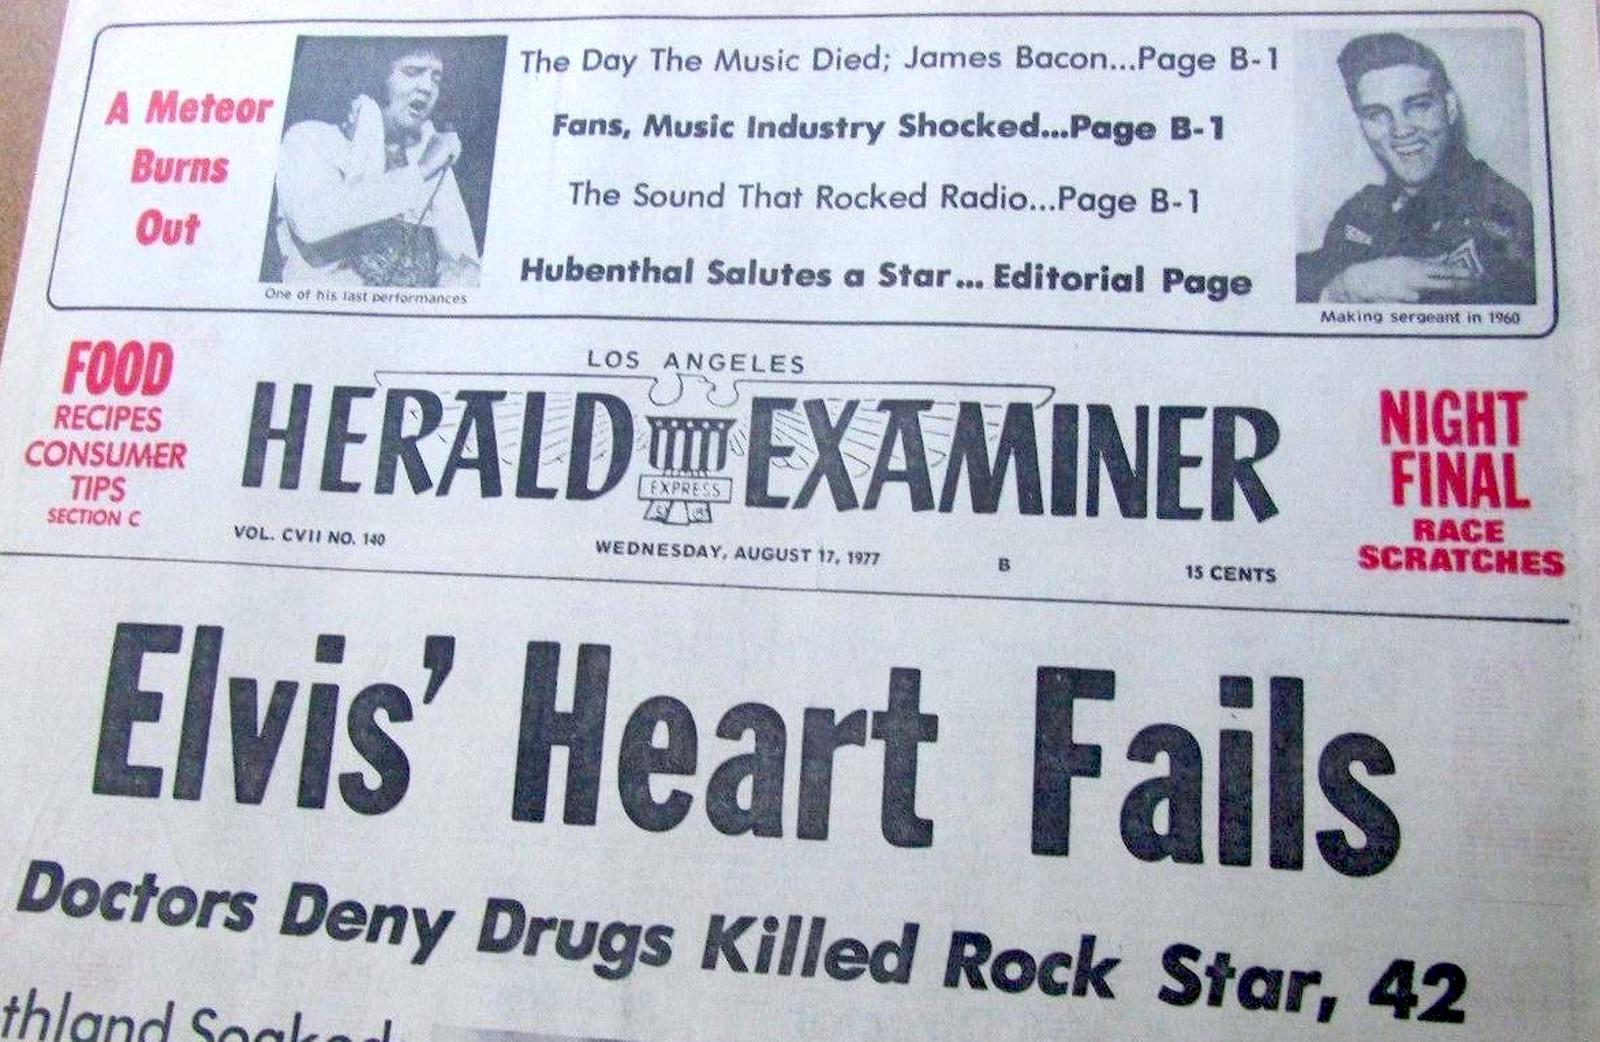 A Meteor
Burns
Out
One of his last performances
The Day The Music Died; James Bacon...Page B-1
Fans, Music Industry Shocked...Page B-1
The Sound That Rocked Radio...Page B-1
Hubenthal Salutes a Star... Editorial Page
Making sergeant in 1960
FOOD
RECIPES
CONSUMER
TIPS
SECTION C
LOS ANGELES
HERALD EXAMINER
EXPRESS
NIGHT
FINAL
RACE
SCRATCHES
VOL. CVII NO. 140
WEDNESDAY, AUGUST 17, 1977
B
15 CENTS
Elvis' Heart Fails
Doctors Deny Drugs Killed Rock Star, 42
thland Soaked